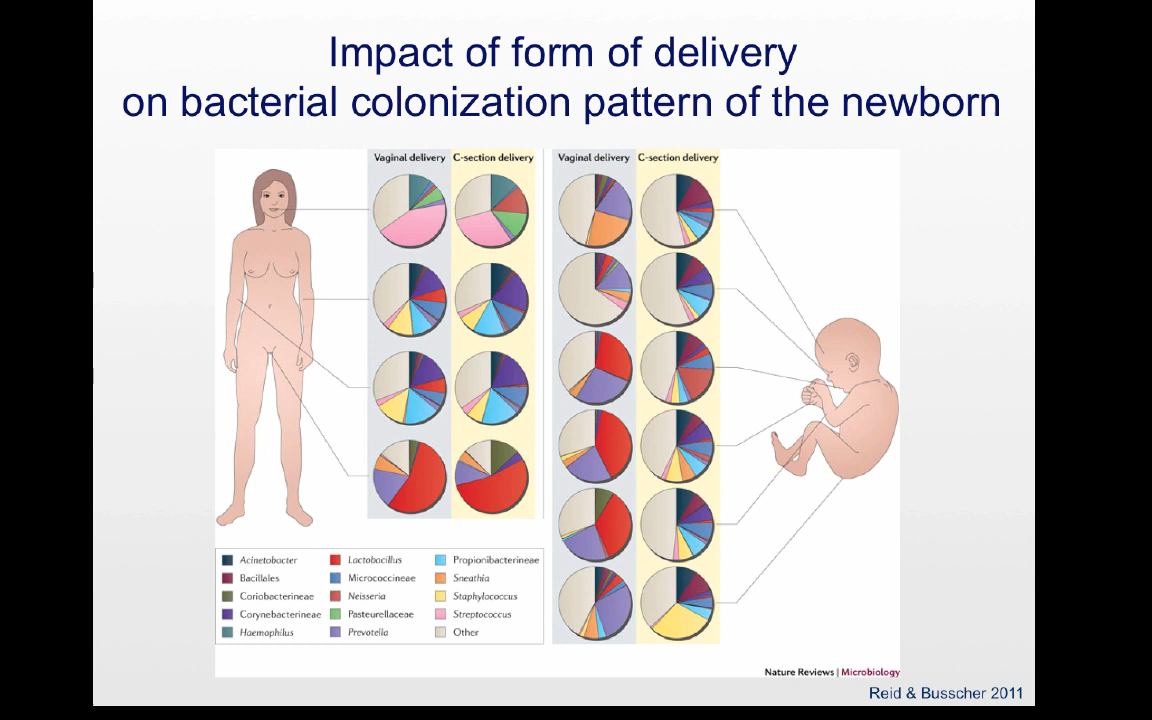 Impact of form of delivery
on bacterial colonization pattern of the newborn
Vaginal delivery
C-section delivery
Vaginal delivery
C-section delivery
Acinetobacter
Bacillales
Coriobacterineae
Corynebacterineae
Haemophilus
Lactobacillus
Micrococcineae
Neisseria
Pasteurellaceae
Prevotella
Propionibacterineae
Sneathia
Staphylococcus
Streptococcus
Other
Nature Reviews | Microbiology
Reid & Busscher 2011